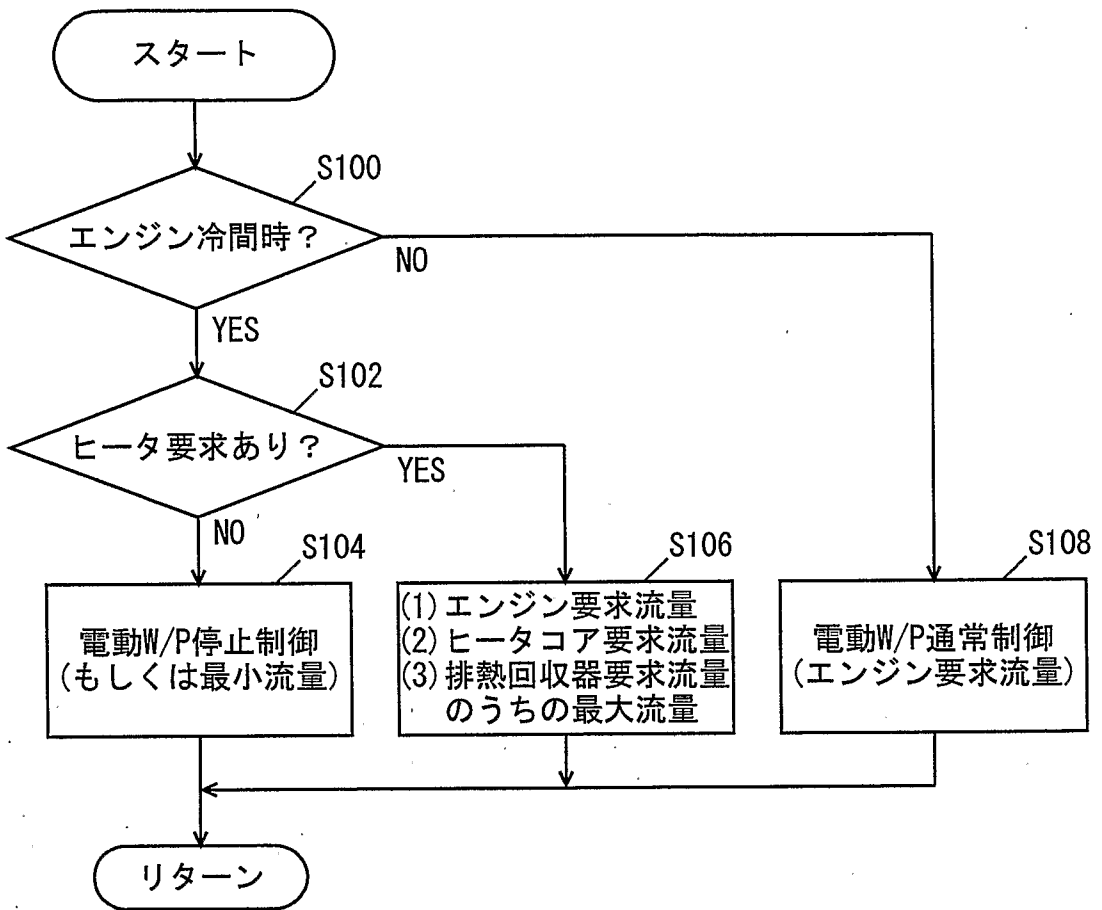 スタート
S100
エンジン冷間時？
NO
YES
S102
ヒータ要求あり？
YES
NO
S104
電動W/P停止制御
(もしくは最小流量)
S106
(1)エンジン要求流量
(2)ヒータコア要求流量
(3)排熱回収器要求流量
のうちの最大流量
S108
電動W/P通常制御
(エンジン要求流量)
リターン